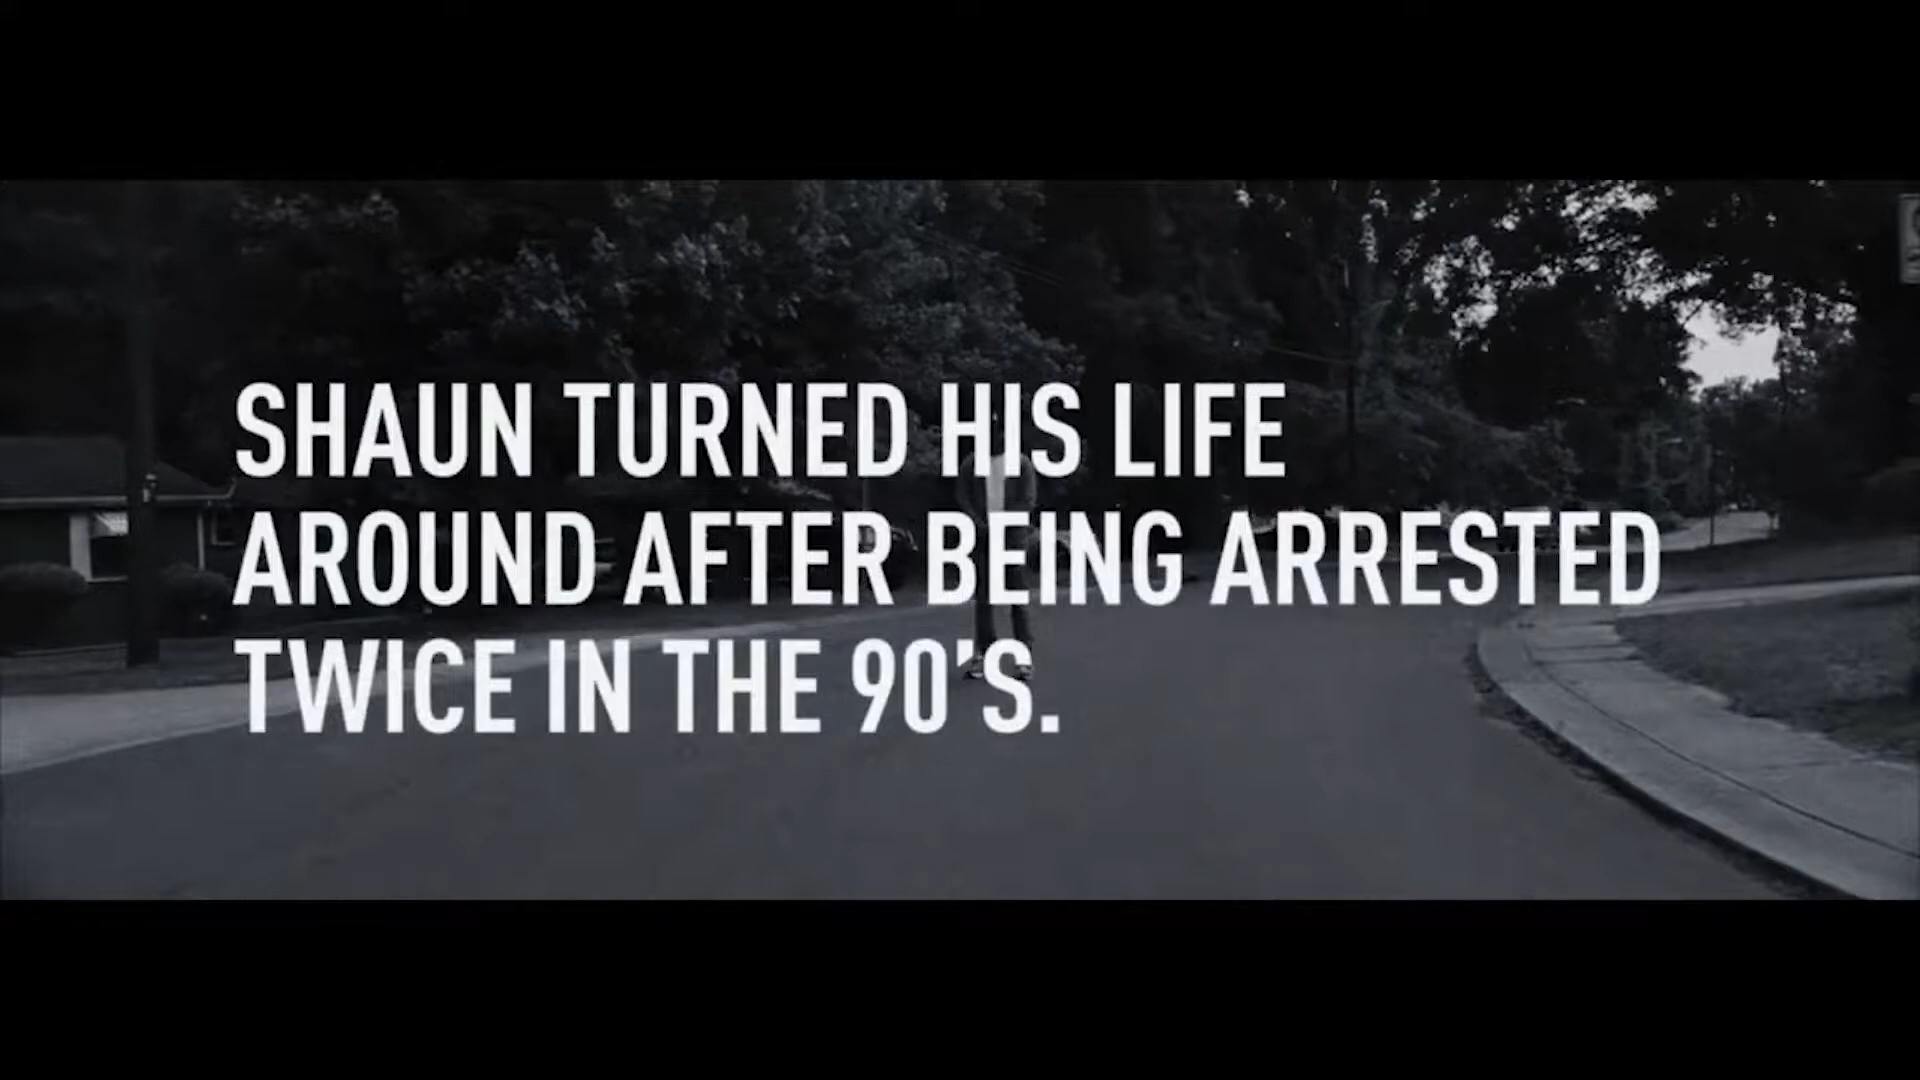 SHAUN TURNED HIS LIFE
AROUND AFTER BEING ARRESTED
TWICE IN THE 90'S.